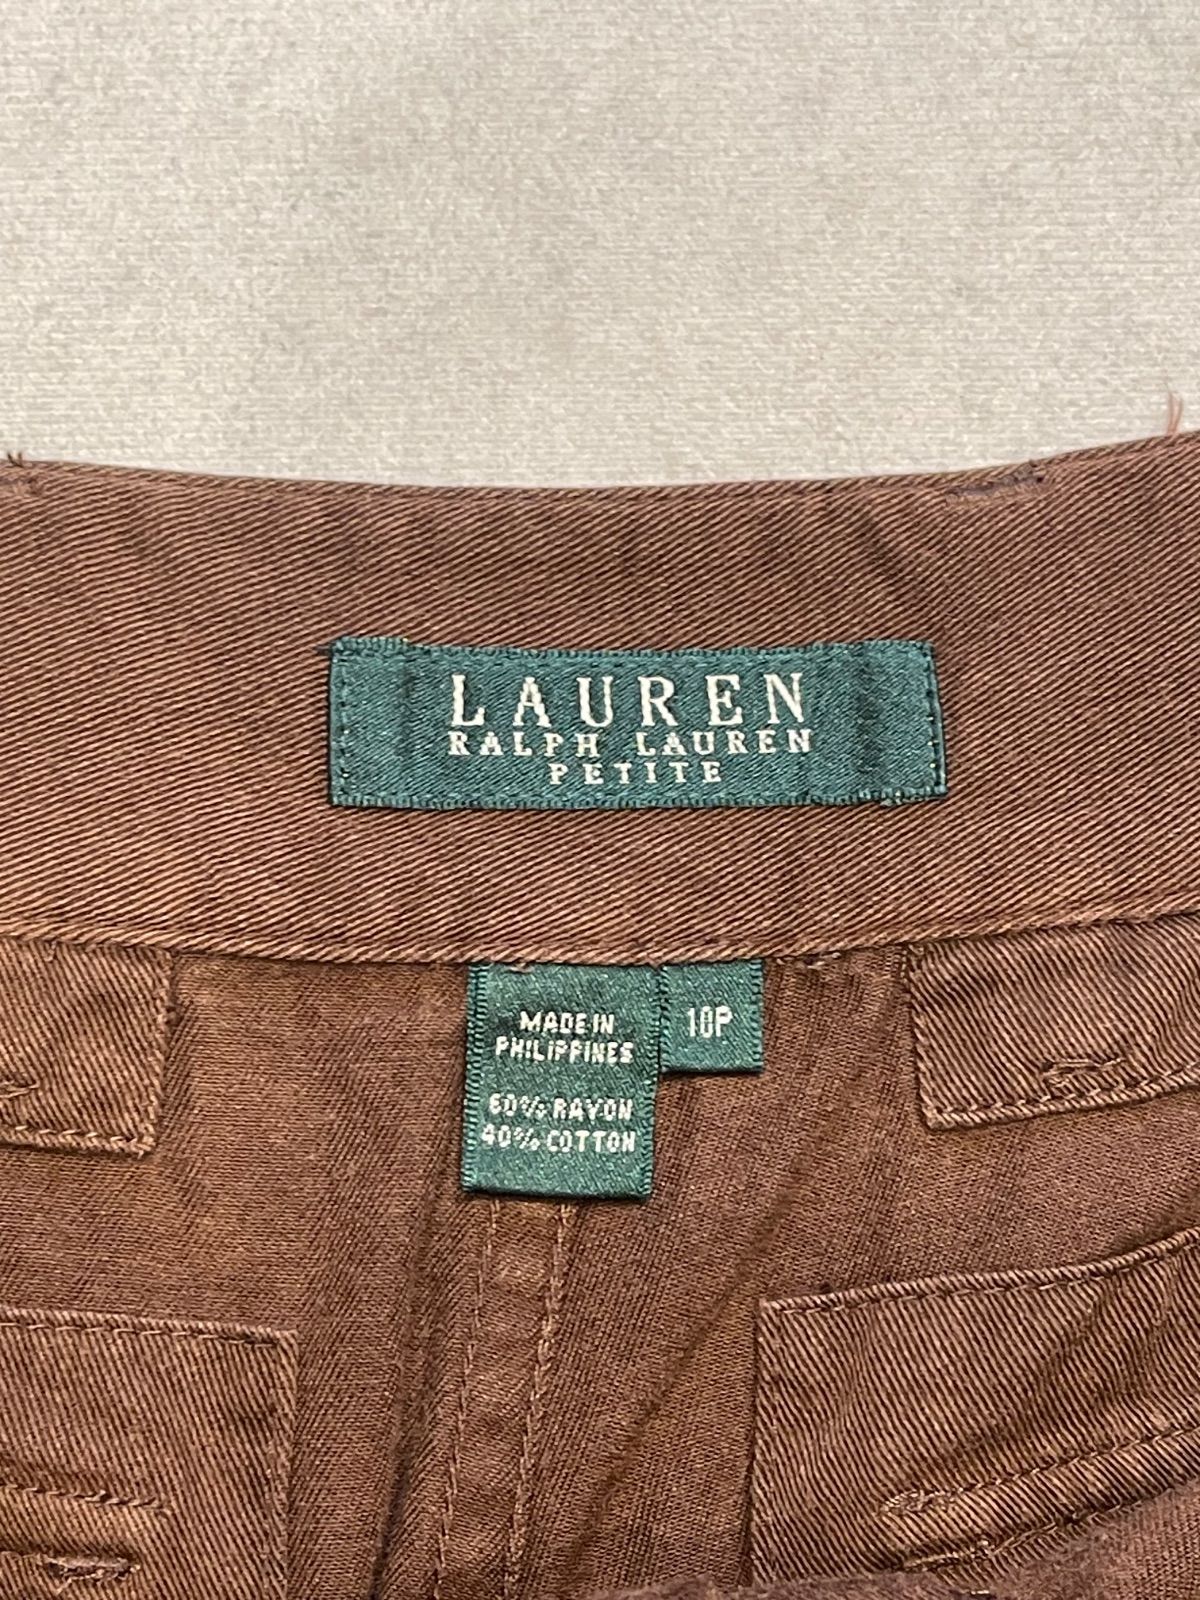 LAUREN
RALPH LAUREN
PETITE
MADE IN
PHILIPPINES
10P
60% RAYON
40% COTTON